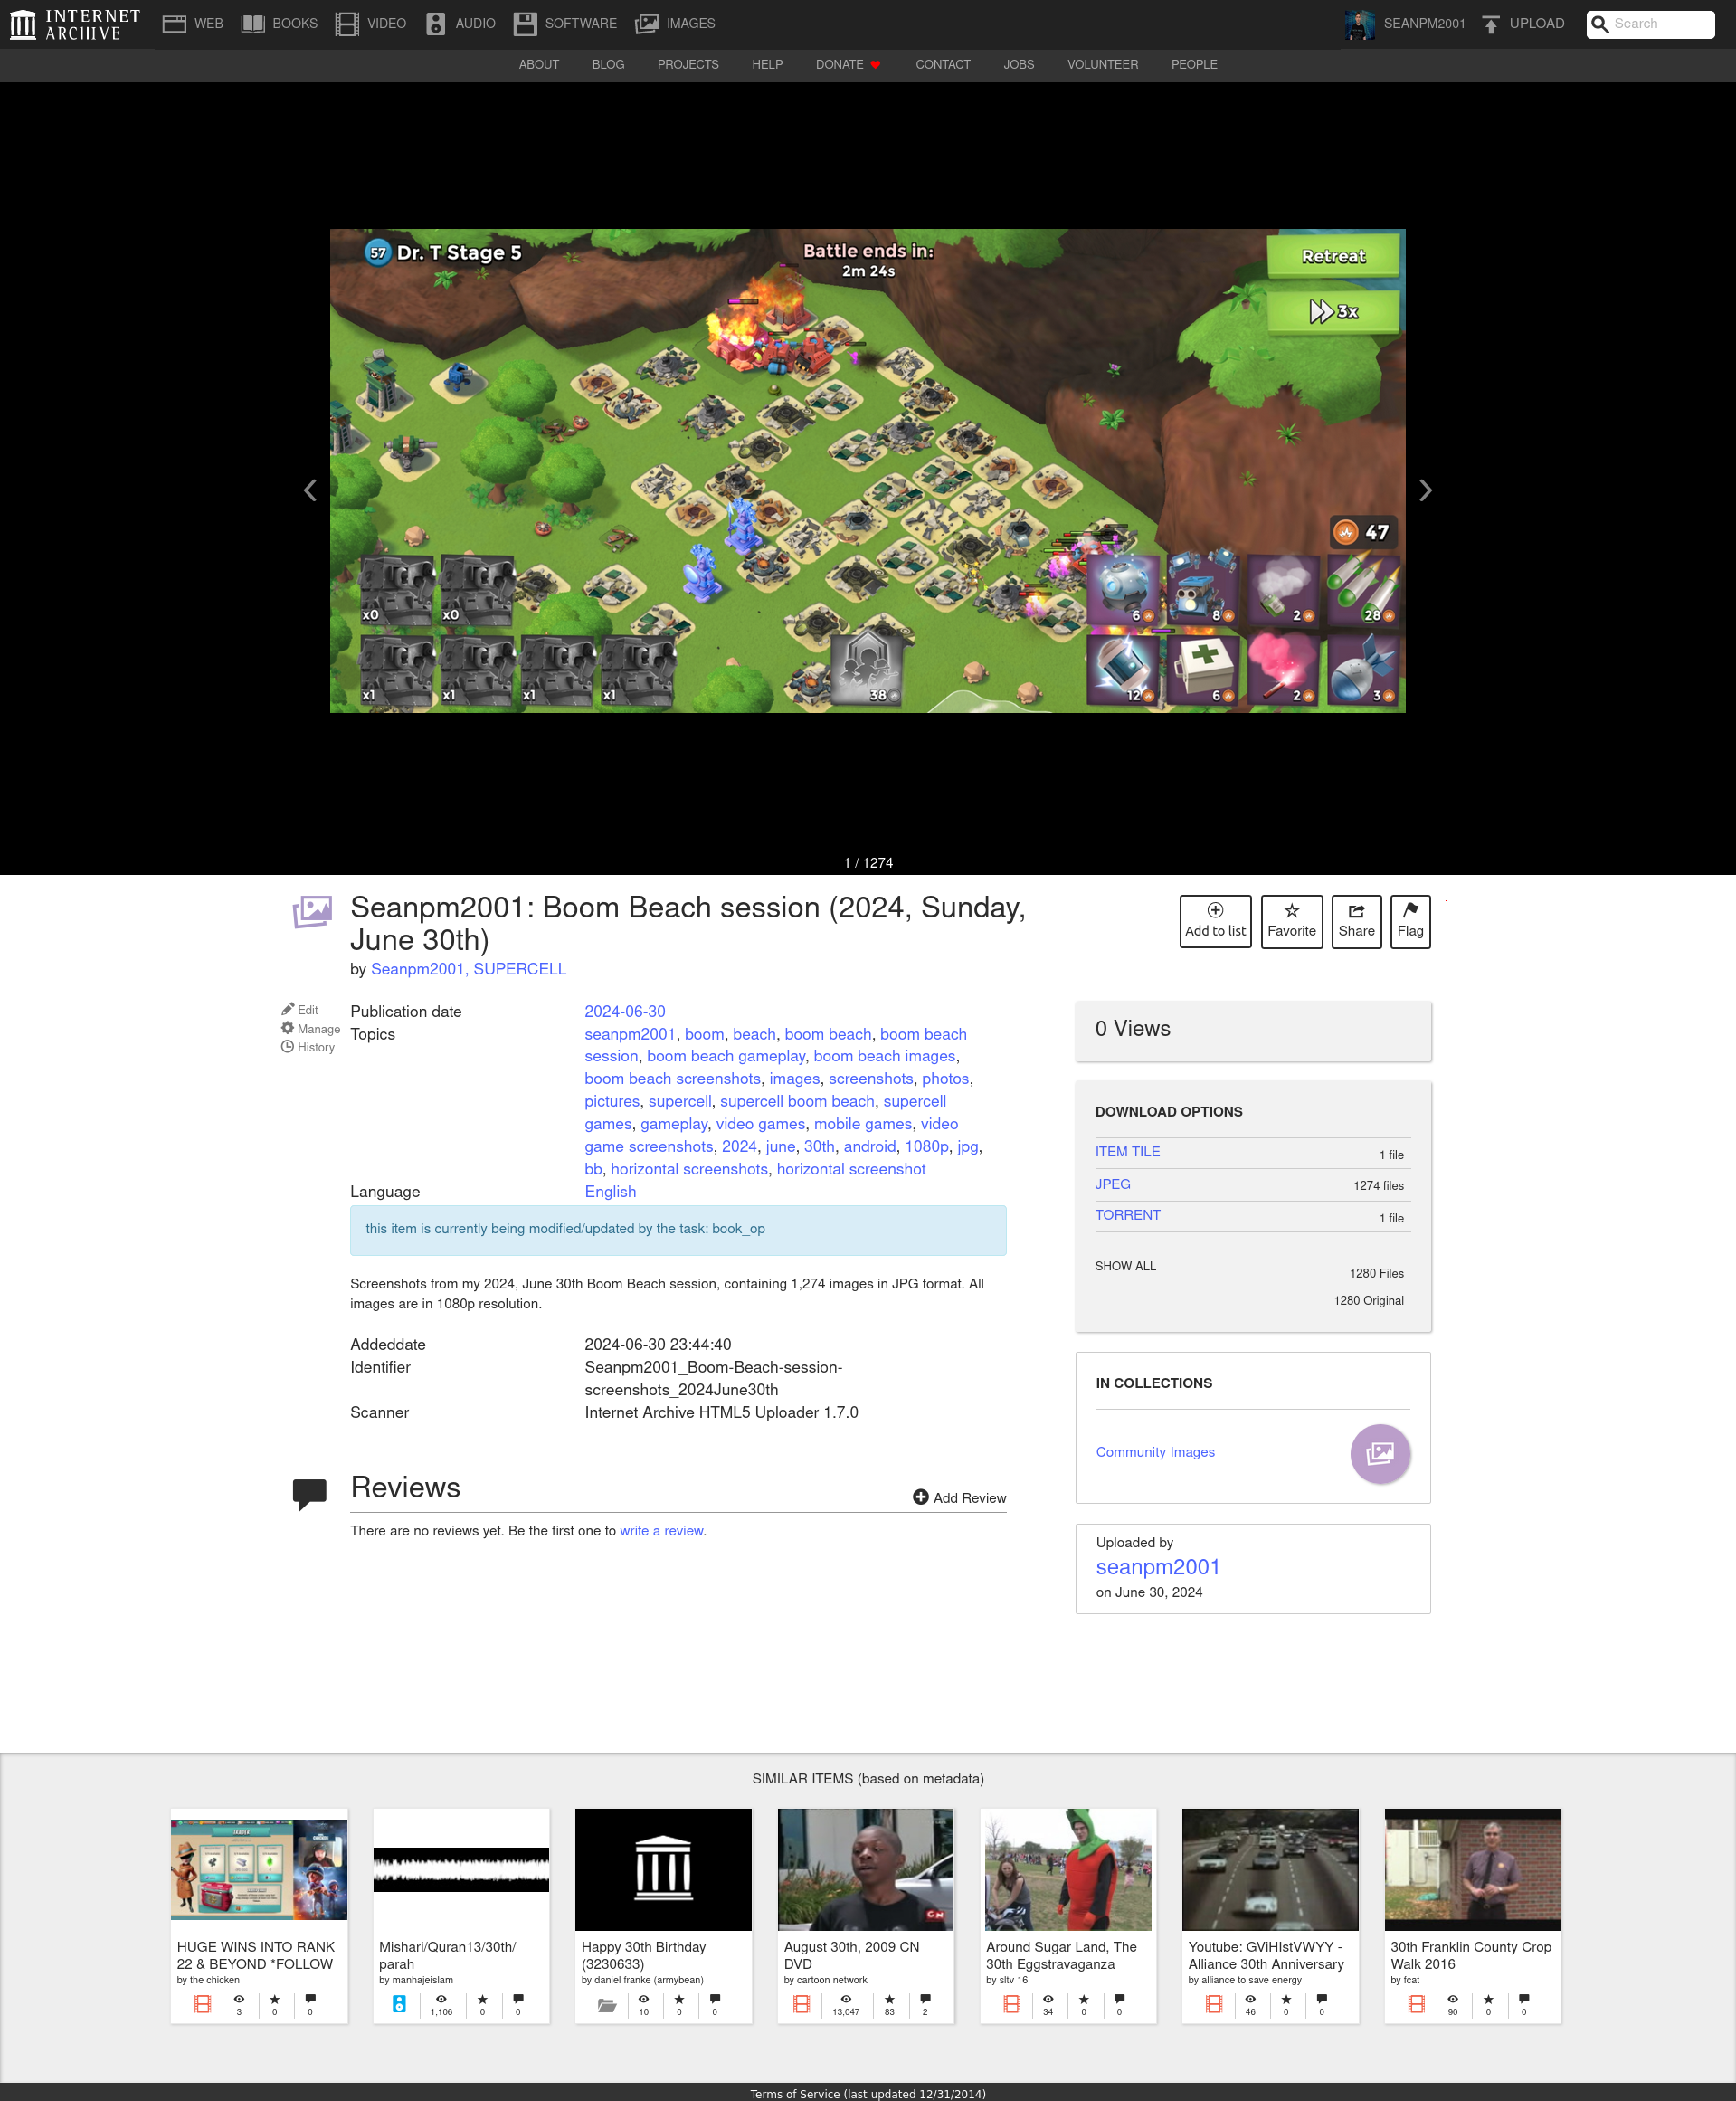 INTERNET
ARCHIVE
WEB
BOOKS
VIDEO
AUDIO
SOFTWARE
IMAGES
SEANPM2001
UPLOAD
Search
ABOUT
BLOG
PROJECTS
HELP
DONATE
CONTACT
JOBS
VOLUNTEER
PEOPLE
57 Dr. T Stage 5
Battle ends in:
2m 24s
Retreat
3x
47
x0
x0
6
8
2
28
x1
x1
x1
x1
38
12
6
2
3
1 / 1274
Seanpm2001: Boom Beach session (2024, Sunday,
June 30th)
by Seanpm2001, SUPERCELL
Add to list
Favorite
Share
Flag
Edit
Manage
History
Publication date 2024-06-30
Topics seanpm2001, boom, beach, boom beach, boom beach
session, boom beach gameplay, boom beach images,
boom beach screenshots, images, screenshots, photos,
pictures, supercell, supercell boom beach, supercell
games, gameplay, video games, mobile games, video
game screenshots, 2024, june, 30th, android, 1080p, jpg,
bb, horizontal screenshots, horizontal screenshot
Language English
this item is currently being modified/updated by the task: book_op
Screenshots from my 2024, June 30th Boom Beach session, containing 1,274 images in JPG format. All
images are in 1080p resolution.
Addeddate 2024-06-30 23:44:40
Identifier Seanpm2001_Boom-Beach-session-
screenshots_2024June30th
Scanner Internet Archive HTML5 Uploader 1.7.0
Reviews
Add Review
There are no reviews yet. Be the first one to write a review.
0 Views
DOWNLOAD OPTIONS
ITEM TILE 1 file
JPEG 1274 files
TORRENT 1 file
SHOW ALL 1280 Files
1280 Original
IN COLLECTIONS
Community Images
Uploaded by
seanpm2001
on June 30, 2024
SIMILAR ITEMS (based on metadata)
HUGE WINS INTO RANK
22 & BEYOND *FOLLOW
by the chicken
3
0
0
Mishari/Quran13/30th/
parah
by manhajeislam
1,106
0
0
Happy 30th Birthday
(3230633)
by daniel franke (armybean)
10
0
0
CN
August 30th, 2009 CN
DVD
by cartoon network
13,047
83
2
Around Sugar Land, The
30th Eggstravaganza
by sltv 16
34
0
0
Youtube: GViHIstVWYY -
Alliance 30th Anniversary
by alliance to save energy
46
0
0
30th Franklin County Crop
Walk 2016
by fcat
90
0
0
Terms of Service (last updated 12/31/2014)